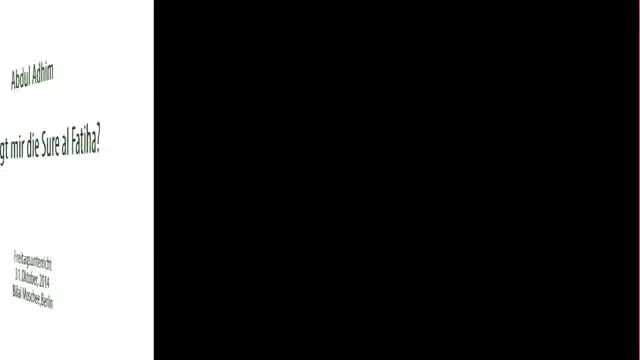 Abdul Adhim
gt mir die Sure al Fatiha?
Freitagsunterricht
31.Oktober, 2014
Bilal Moschee,Berlin